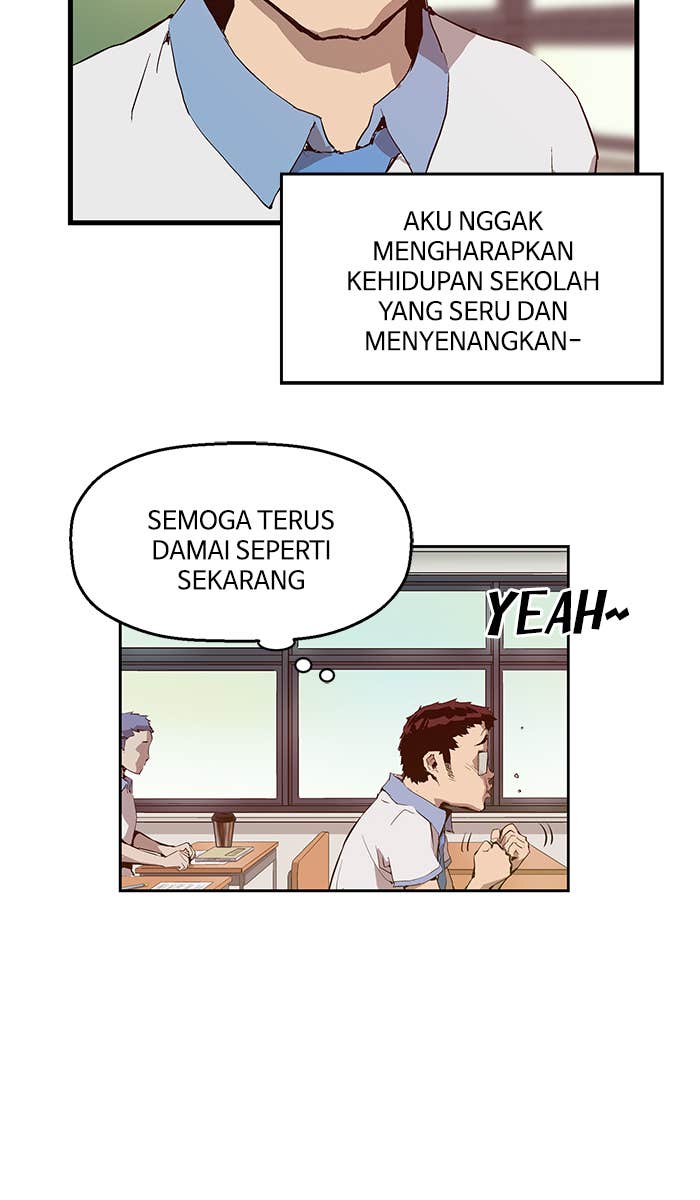 AKU NGGAK
MENGHARAPKAN
KEHIDUPAN SEKOLAH
YANG SERU DAN
MENYENANGKAN-
SEMOGA TERUS
DAMAI SEPERTI
SEKARANG
YEAH~